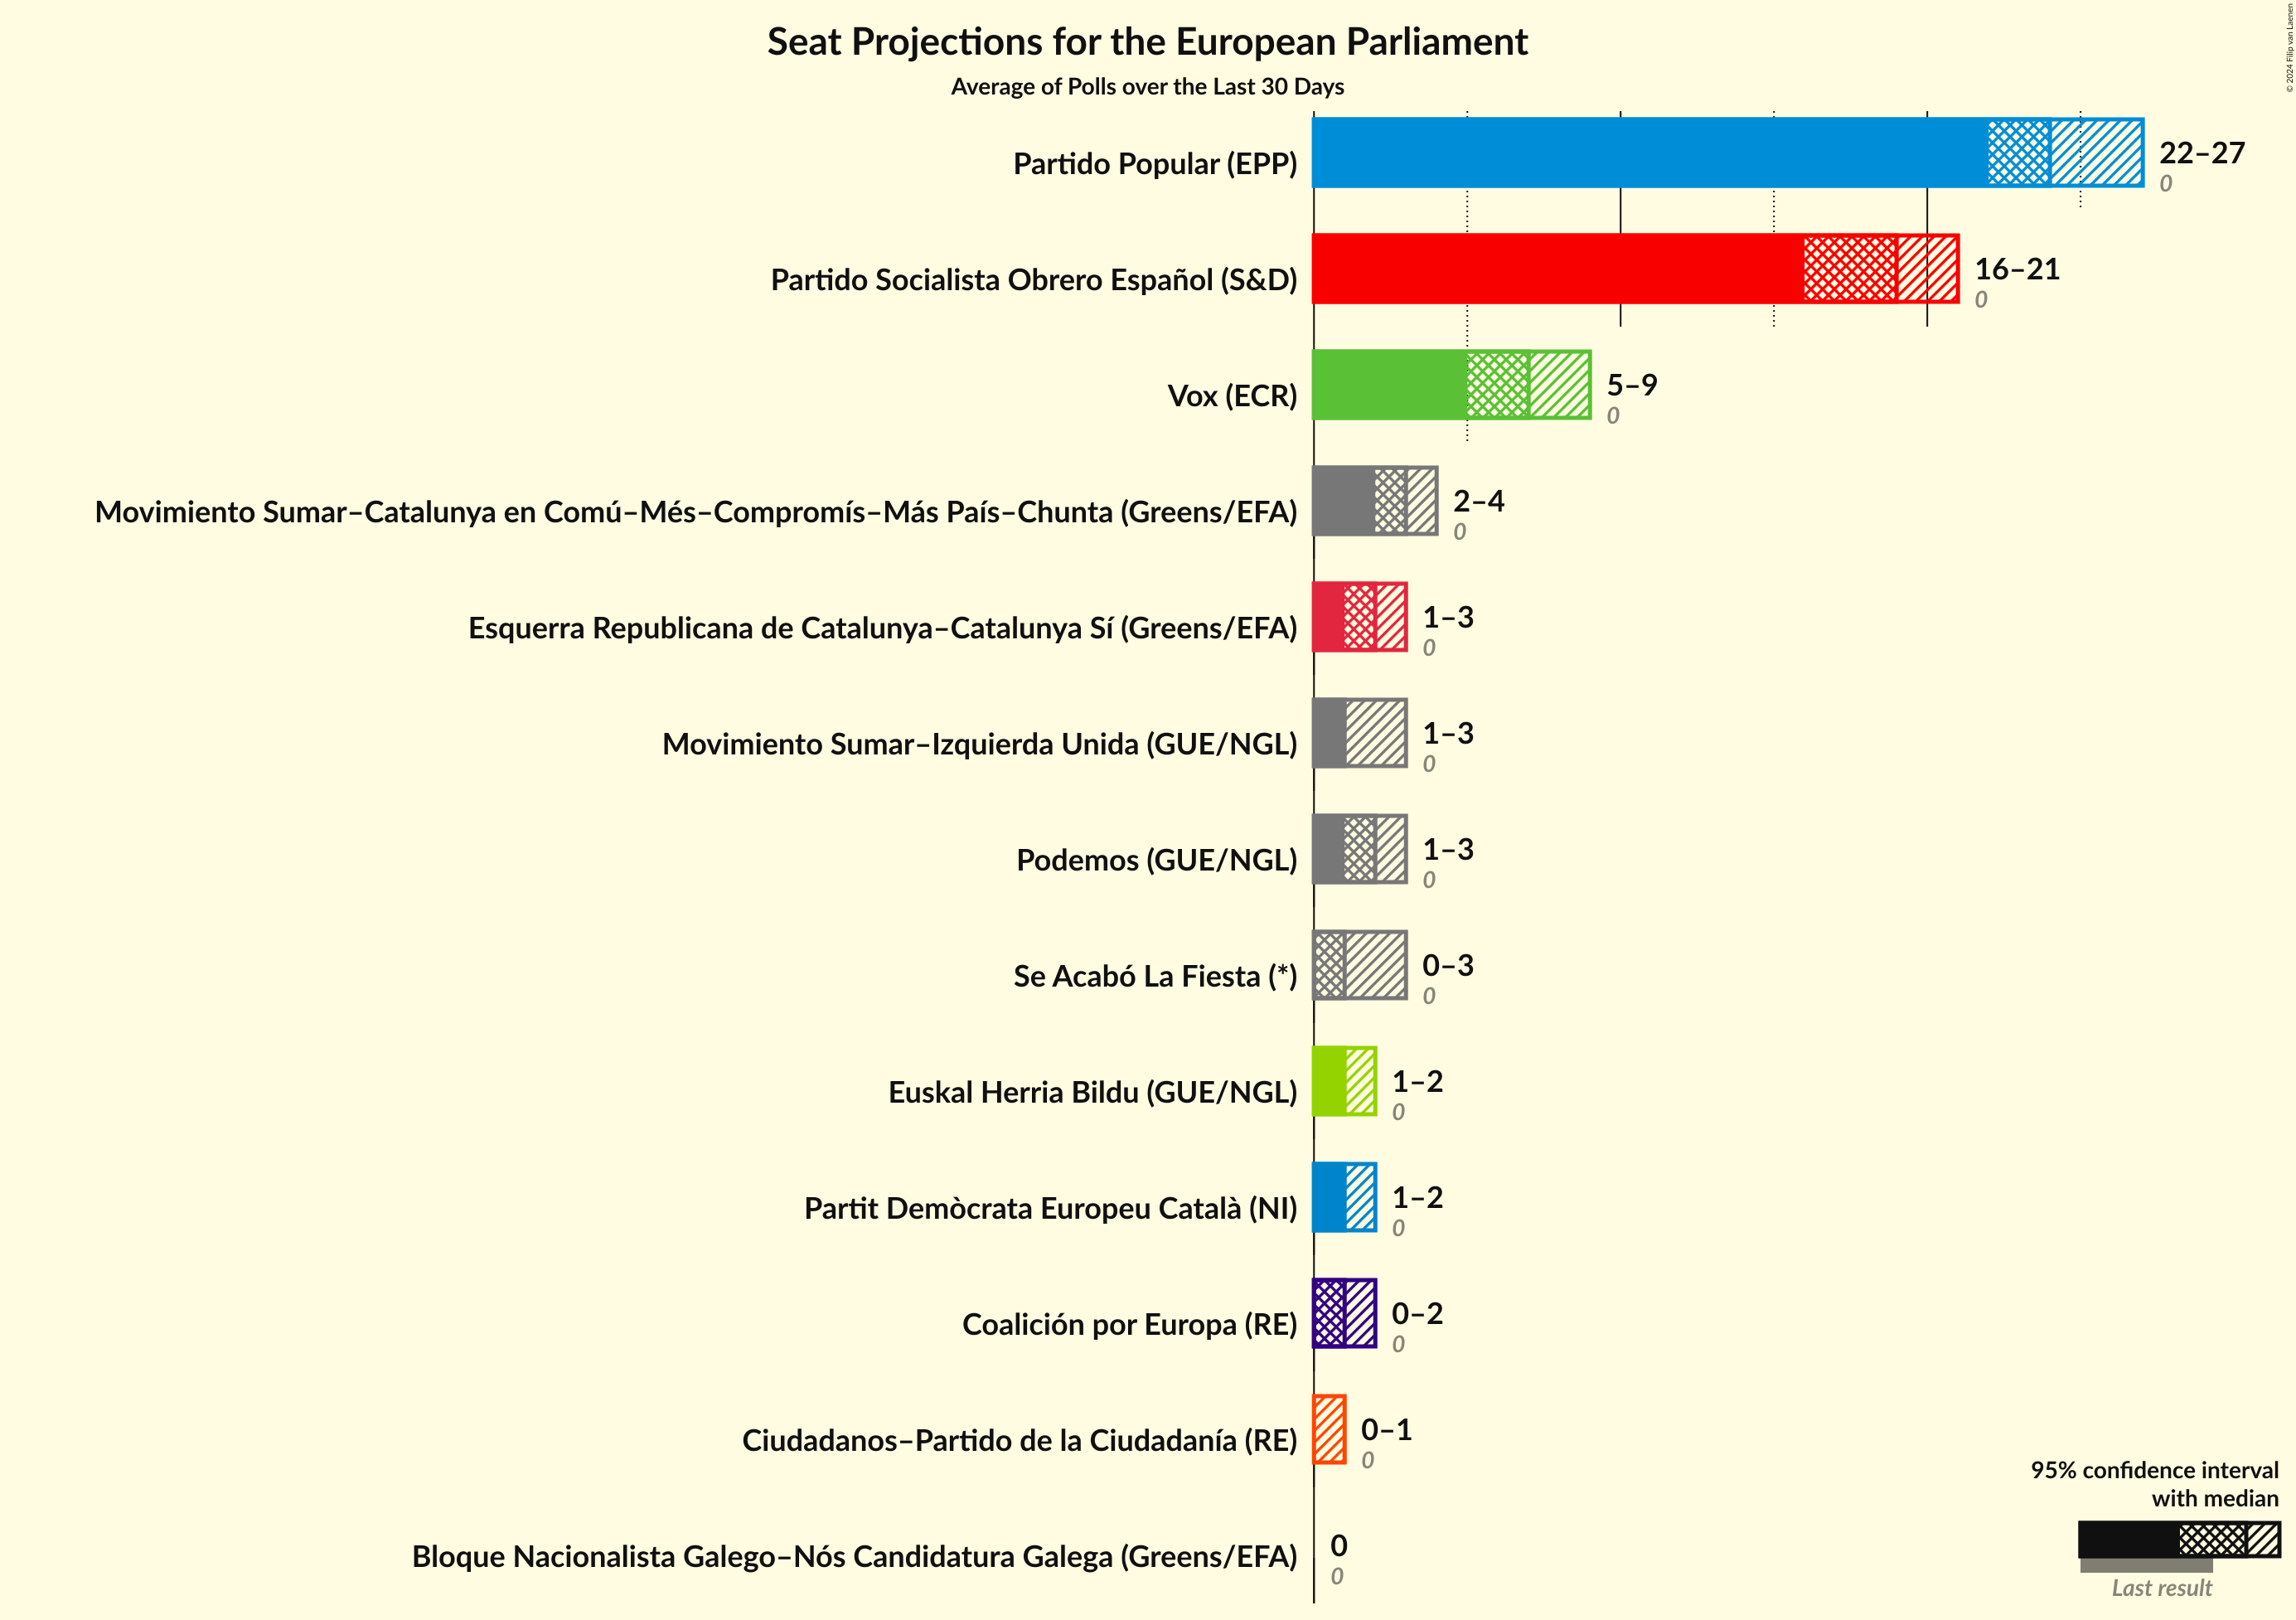 Seat Projections for the European Parliament
Average of Polls over the Last 30 Days
© 2024 Filip van Laenen
Partido Popular (EPP)
22–27
0
Partido Socialista Obrero Español (S&D)
16–21
0
Vox (ECR)
5–9
0
Movimiento Sumar–Catalunya en Comú–Més–Compromís–Más País–Chunta (Greens/EFA)
2–4
0
Esquerra Republicana de Catalunya–Catalunya Sí (Greens/EFA)
1–3
0
Movimiento Sumar–Izquierda Unida (GUE/NGL)
1–3
0
Podemos (GUE/NGL)
1–3
0
Se Acabó La Fiesta (*)
0–3
0
Euskal Herria Bildu (GUE/NGL)
1–2
0
Partit Demòcrata Europeu Català (NI)
1–2
0
Coalición por Europa (RE)
0–2
0
Ciudadanos–Partido de la Ciudadanía (RE)
0–1
0
Bloque Nacionalista Galego–Nós Candidatura Galega (Greens/EFA)
0
0
95% confidence interval
with median
Last result